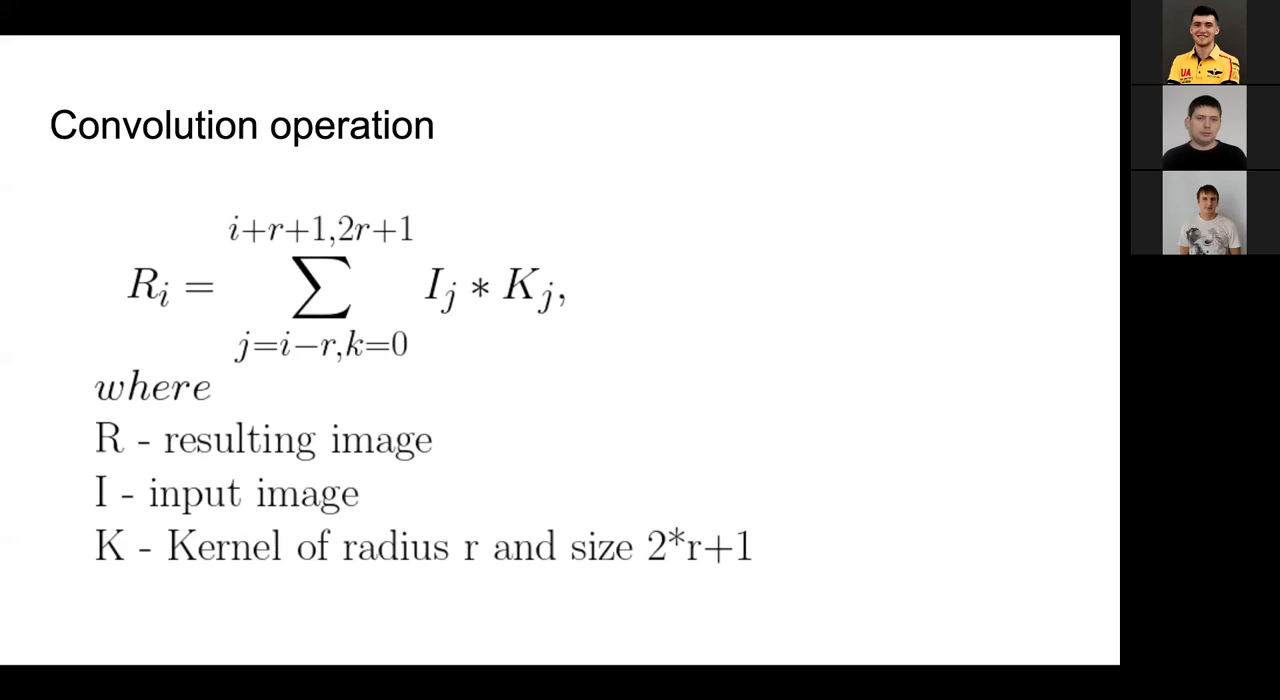 Convolution operation
i+r+1,2r+1
R_i = ∑ I_j * K_j,
j=i−r,k=0
where
R - resulting image
I - input image
K - Kernel of radius r and size 2*r+1
UA